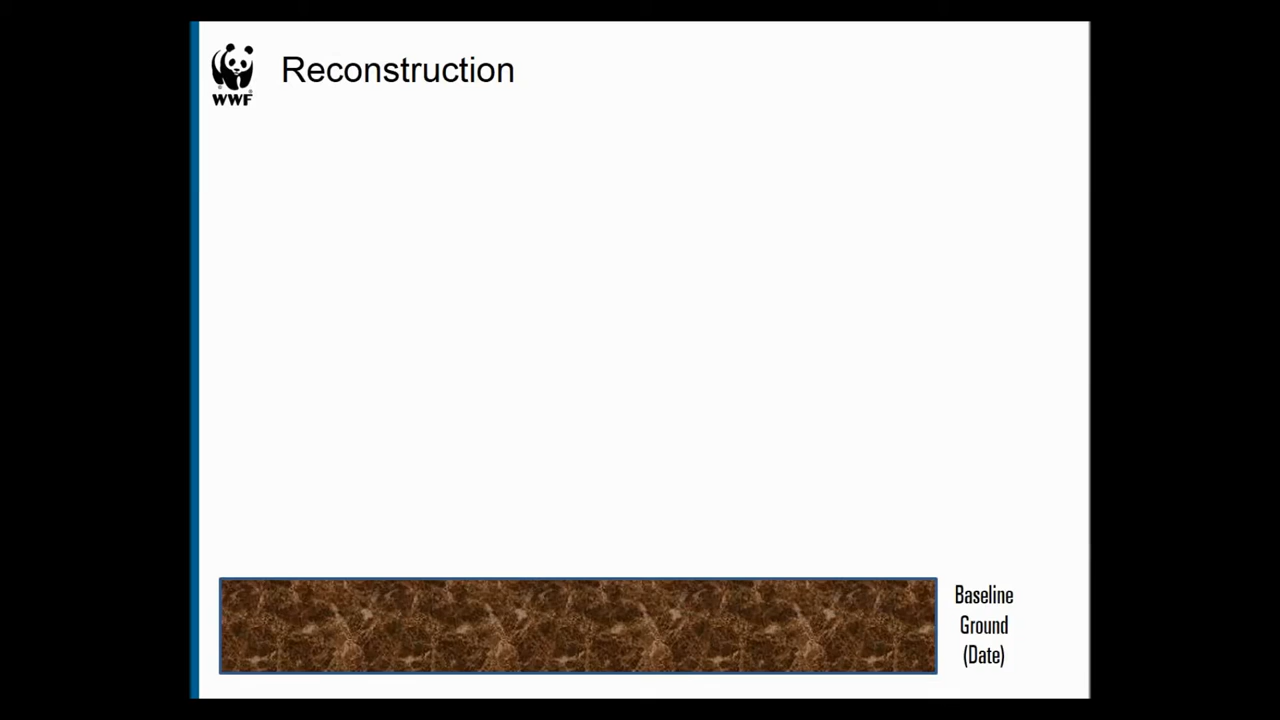 WWF
Reconstruction
Baseline
Ground
(Date)